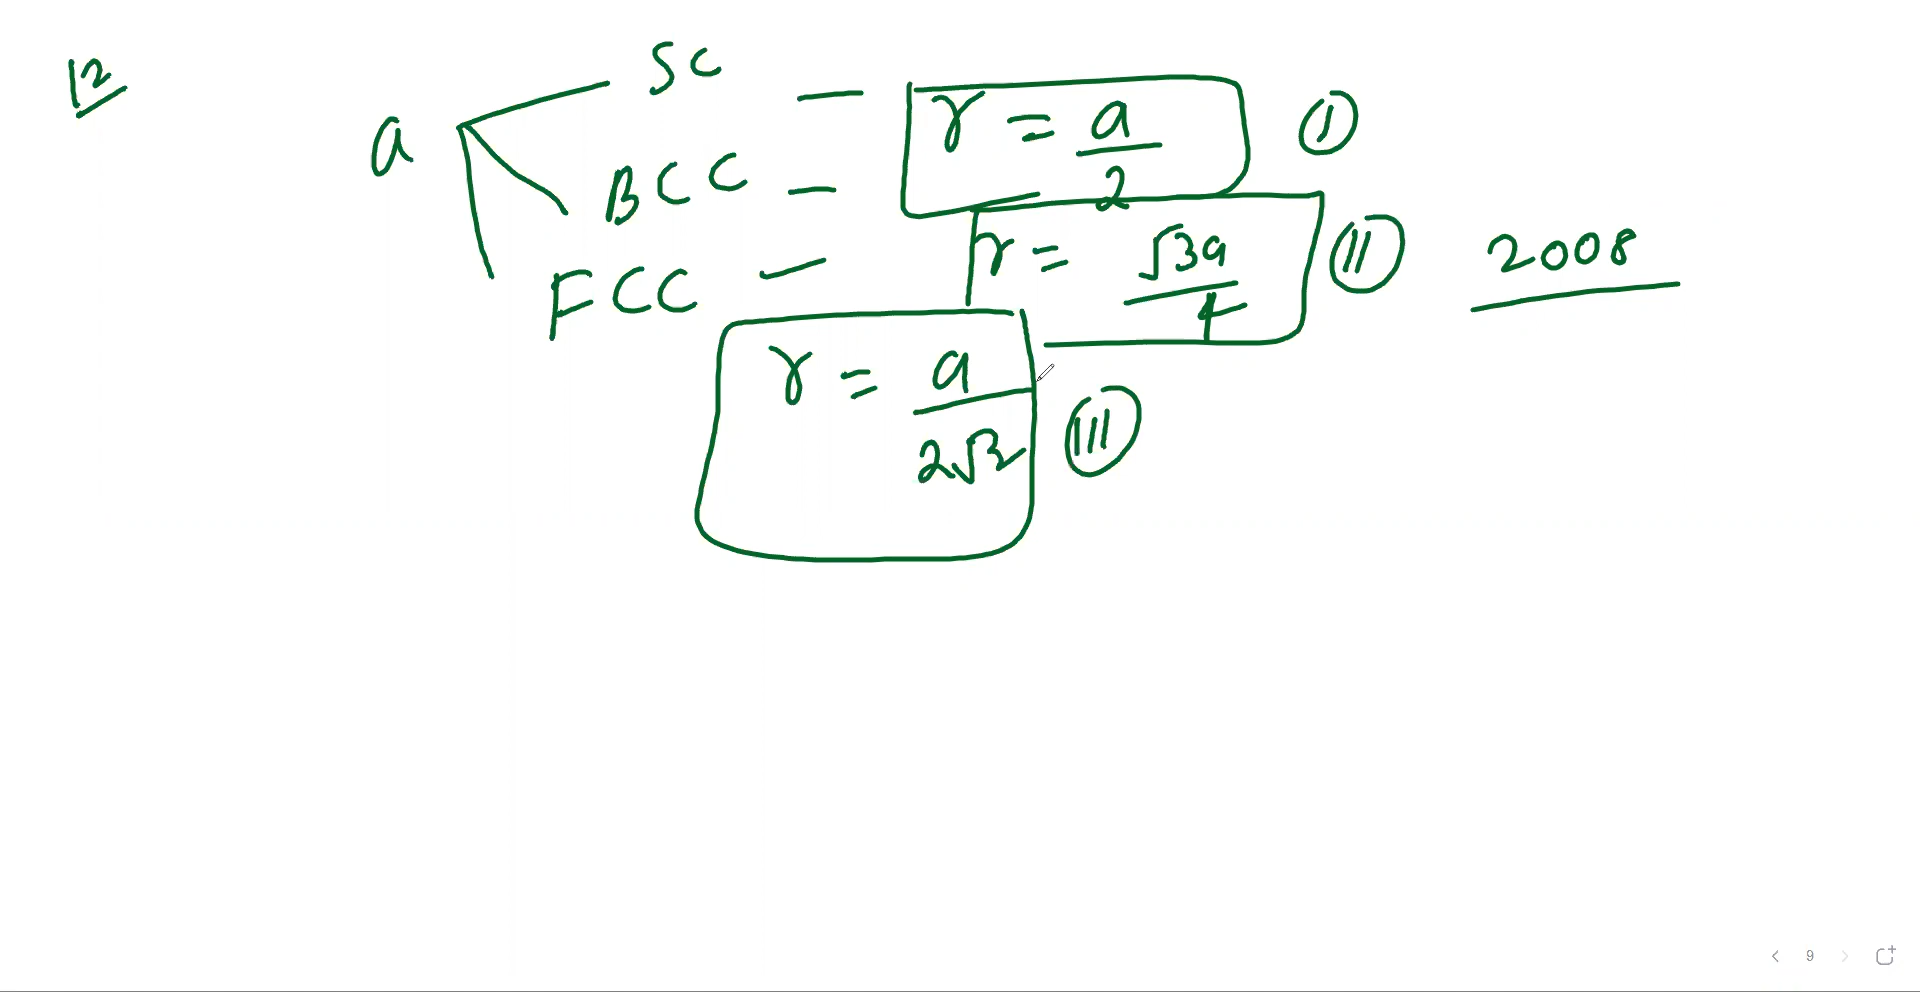 12
a
SC — r = a/2 (I)
BCC — r = √3a/4 (II) 2008
FCC — r = a/2√2 (III)
9